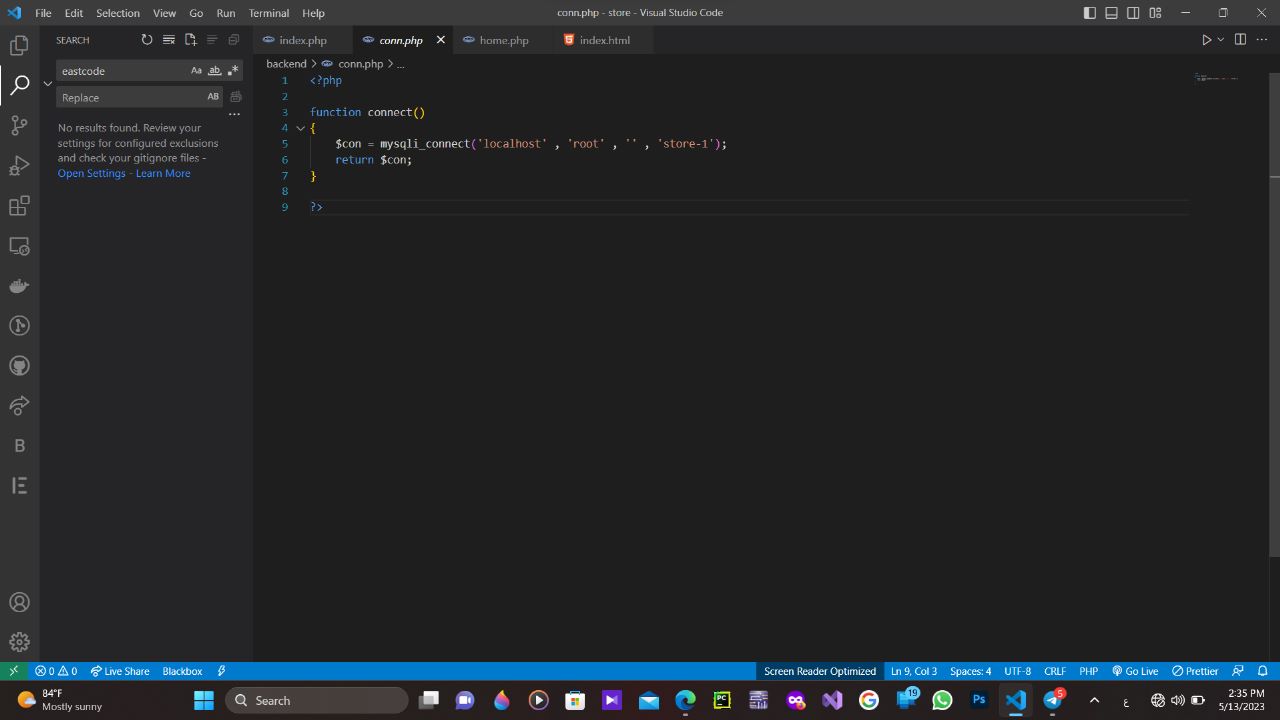 File Edit Selection View Go Run Terminal Help
conn.php - store - Visual Studio Code
SEARCH
index.php
conn.php
home.php
index.html
eastcode
Aa ab .*
Replace
AB
...
No results found. Review your
settings for configured exclusions
and check your gitignore files -
Open Settings - Learn More
backend > conn.php > ...
1 <?php
2
3 function connect()
4 {
5 $con = mysqli_connect('localhost' , 'root' , '' , 'store-1');
6 return $con;
7 }
8
9 ?>
B
E
0 0 Live Share Blackbox
Screen Reader Optimized Ln 9, Col 3 Spaces: 4 UTF-8 CRLF PHP Go Live Prettier
84°F
Mostly sunny
Search
PC
19
Ps
5
ع
2:35 PM
5/13/2023